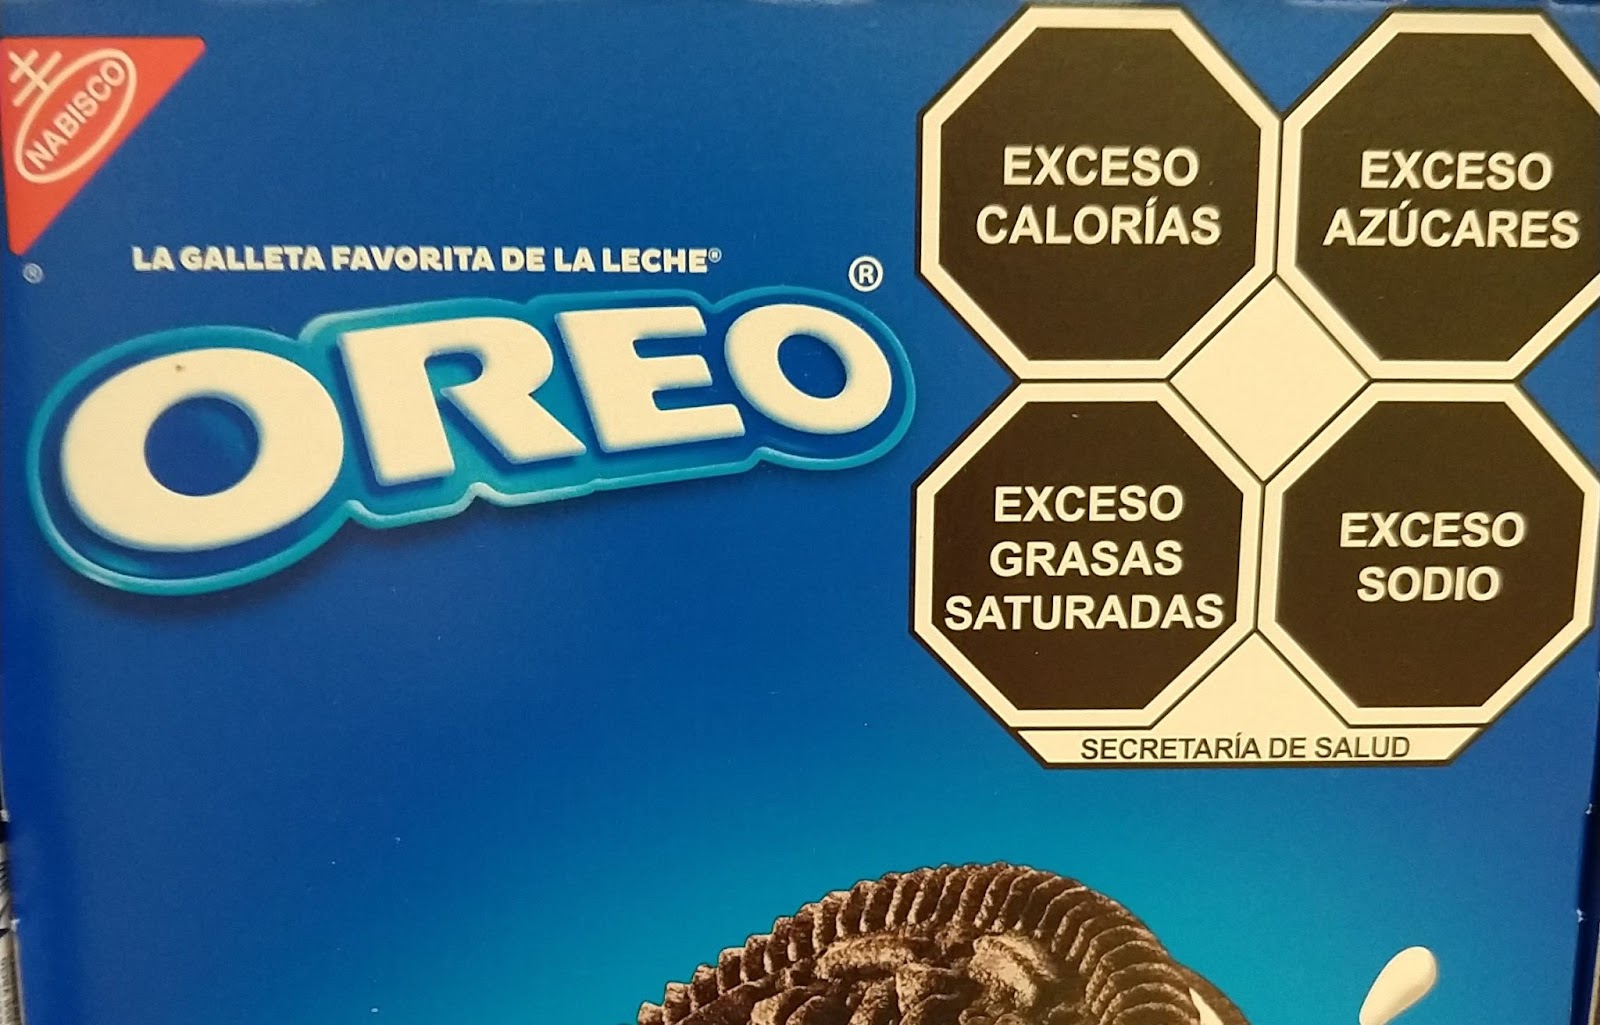 NABISCO
®
LA GALLETA FAVORITA DE LA LECHE®
®
OREO
EXCESO
CALORÍAS
EXCESO
AZÚCARES
EXCESO
GRASAS
SATURADAS
EXCESO
SODIO
SECRETARÍA DE SALUD